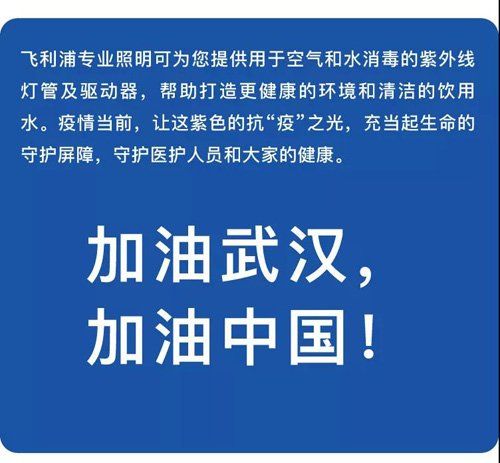 飞利浦专业照明可为您提供用于空气和水消毒的紫外线
灯管及驱动器，帮助打造更健康的环境和清洁的饮用
水。疫情当前，让这紫色的抗“疫”之光，充当起生命的
守护屏障，守护医护人员和大家的健康。
加油武汉，
加油中国！